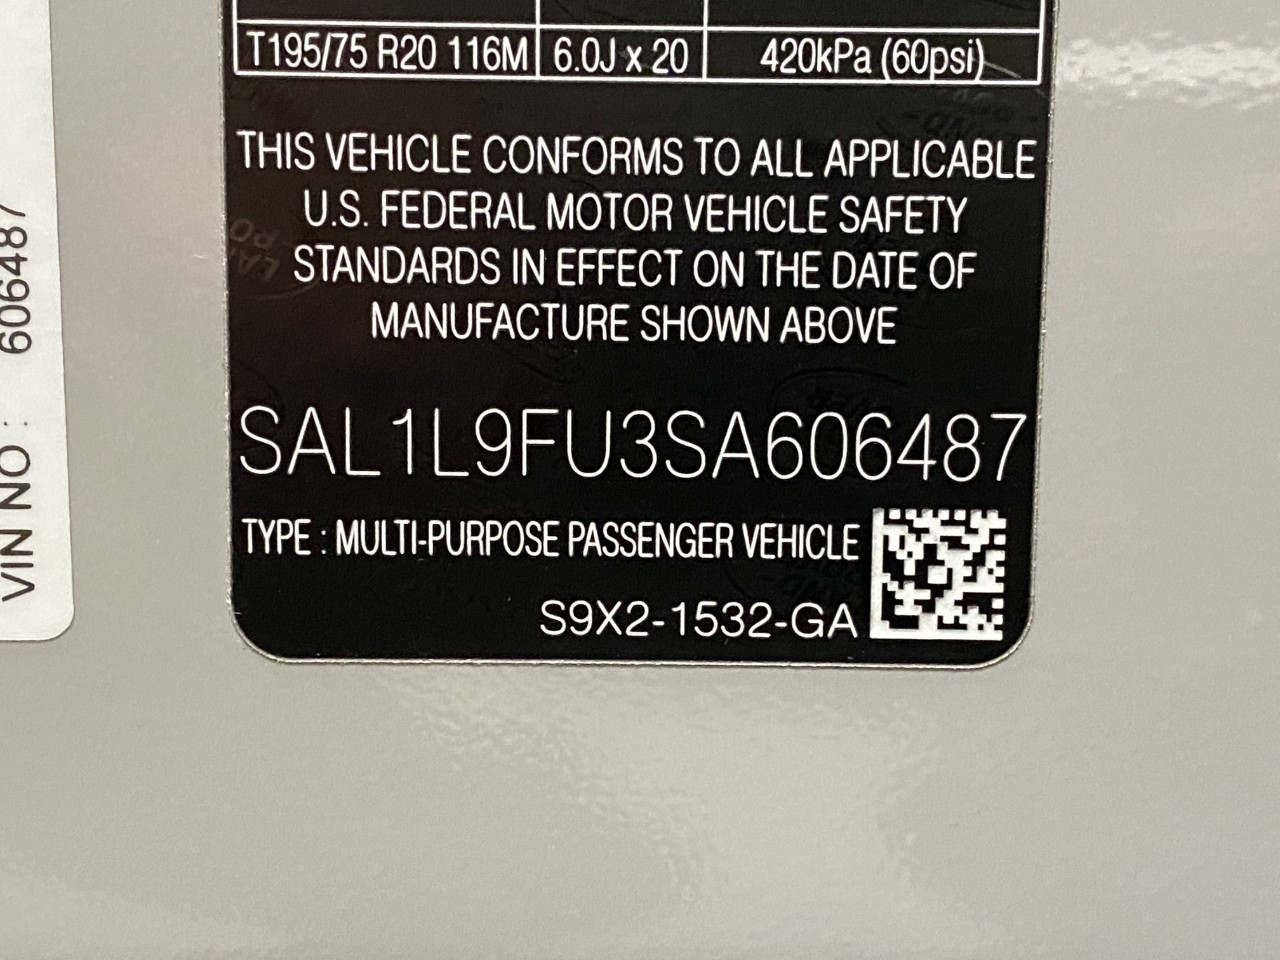 T195/75 R20 116M 6.0J x 20 420kPa (60psi)
THIS VEHICLE CONFORMS TO ALL APPLICABLE
U.S. FEDERAL MOTOR VEHICLE SAFETY
STANDARDS IN EFFECT ON THE DATE OF
MANUFACTURE SHOWN ABOVE
SAL1L9FU3SA606487
TYPE : MULTI-PURPOSE PASSENGER VEHICLE
S9X2-1532-GA
VIN NO : 606487